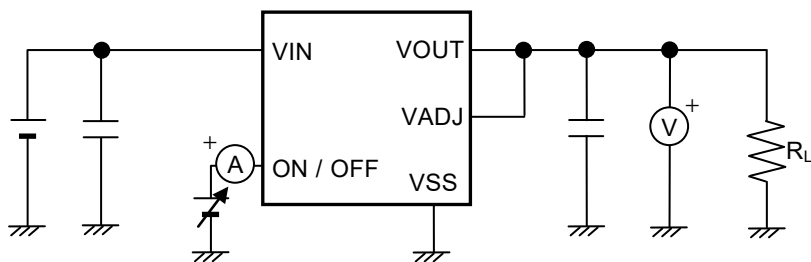 VIN
VOUT
VADJ
+
V
+
A
ON / OFF
VSS
RL